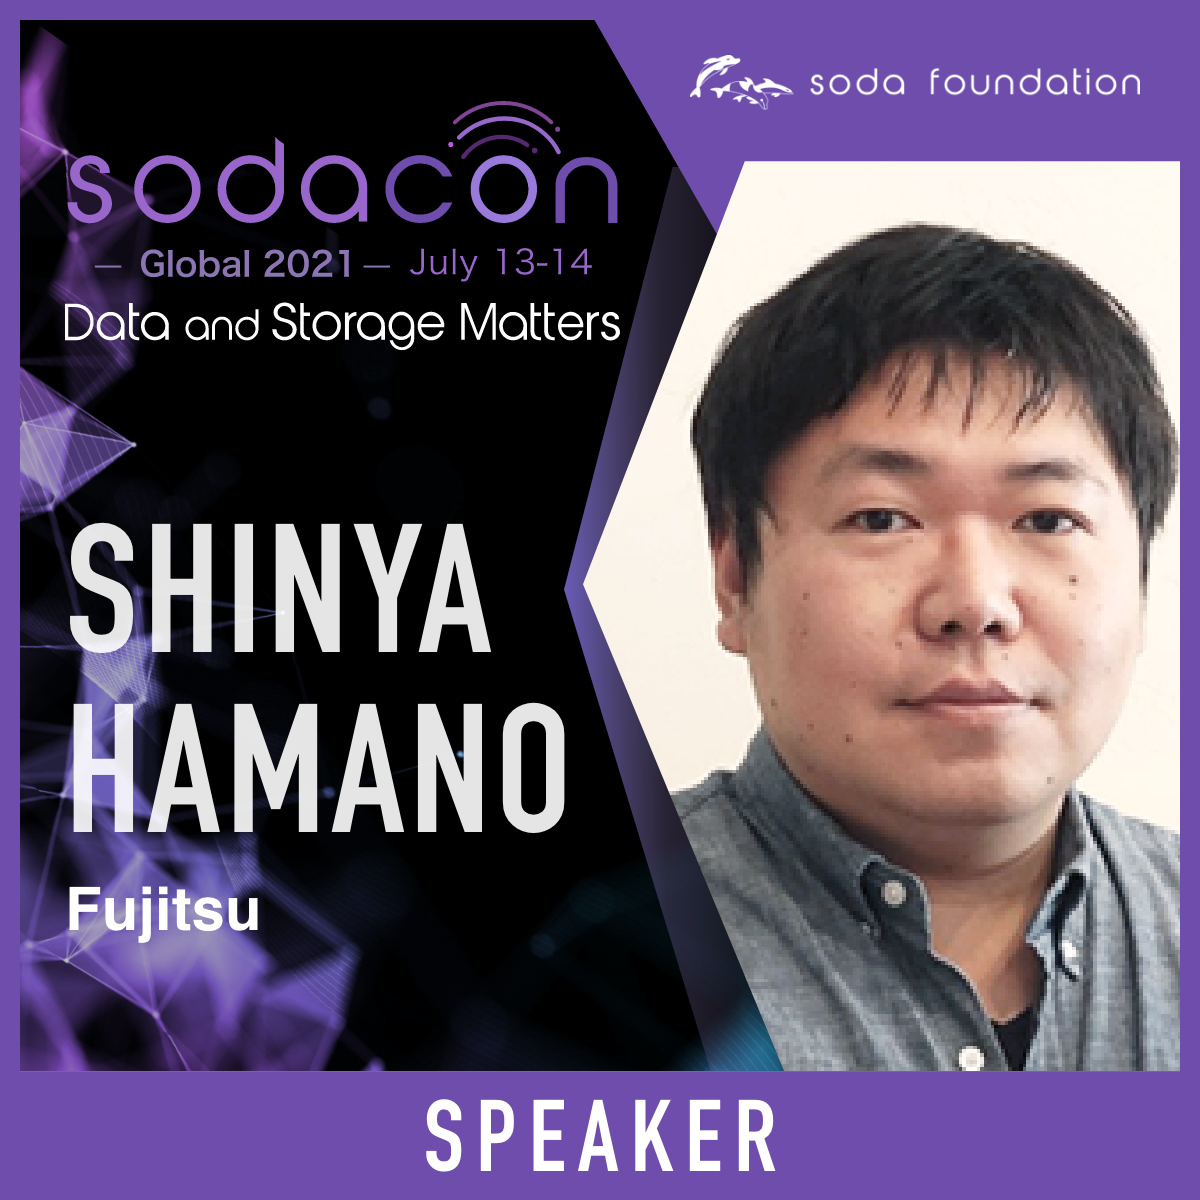 soda foundation
sodacon
— Global 2021 — July 13-14
Data and Storage Matters
SHINYA
HAMANO
Fujitsu
SPEAKER